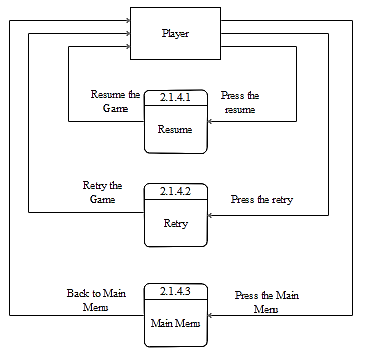 Player
Resume the
Game
2.1.4.1
Resume
Press the
resume
Retry the
Game
2.1.4.2
Retry
Press the retry
Back to Main
Menu
2.1.4.3
Main Menu
Press the Main
Menu